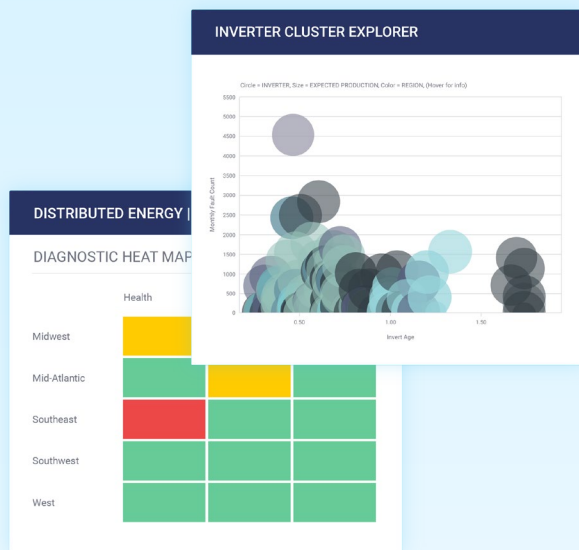 INVERTER CLUSTER EXPLORER
Circle = INVERTER, Size = EXPECTED PRODUCTION, Color = REGION, (Hover for info)
5500
5000
4500
4000
3500
3000
2500
2000
1500
1000
500
0
Monthly Fault Count
0.50
1.00
1.50
Invert Age
DISTRIBUTED ENERGY |
DIAGNOSTIC HEAT MAP
Health
Midwest
Mid-Atlantic
Southeast
Southwest
West